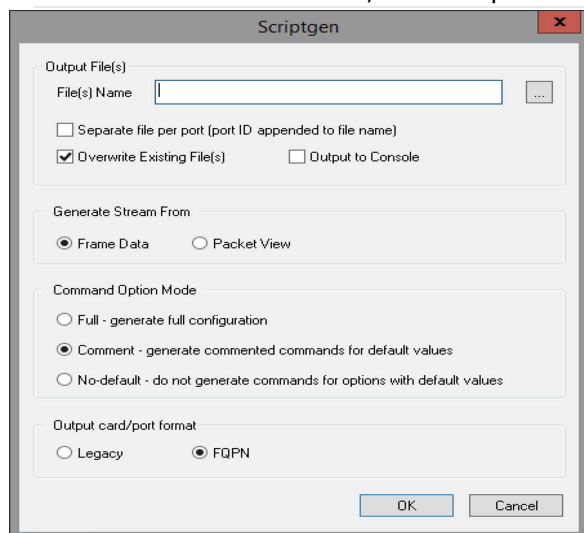 Scriptgen
x
Output File(s)
File(s) Name
...
Separate file per port (port ID appended to file name)
Overwrite Existing File(s) Output to Console
Generate Stream From
Frame Data Packet View
Command Option Mode
Full - generate full configuration
Comment - generate commented commands for default values
No-default - do not generate commands for options with default values
Output card/port format
Legacy FQPN
OK Cancel